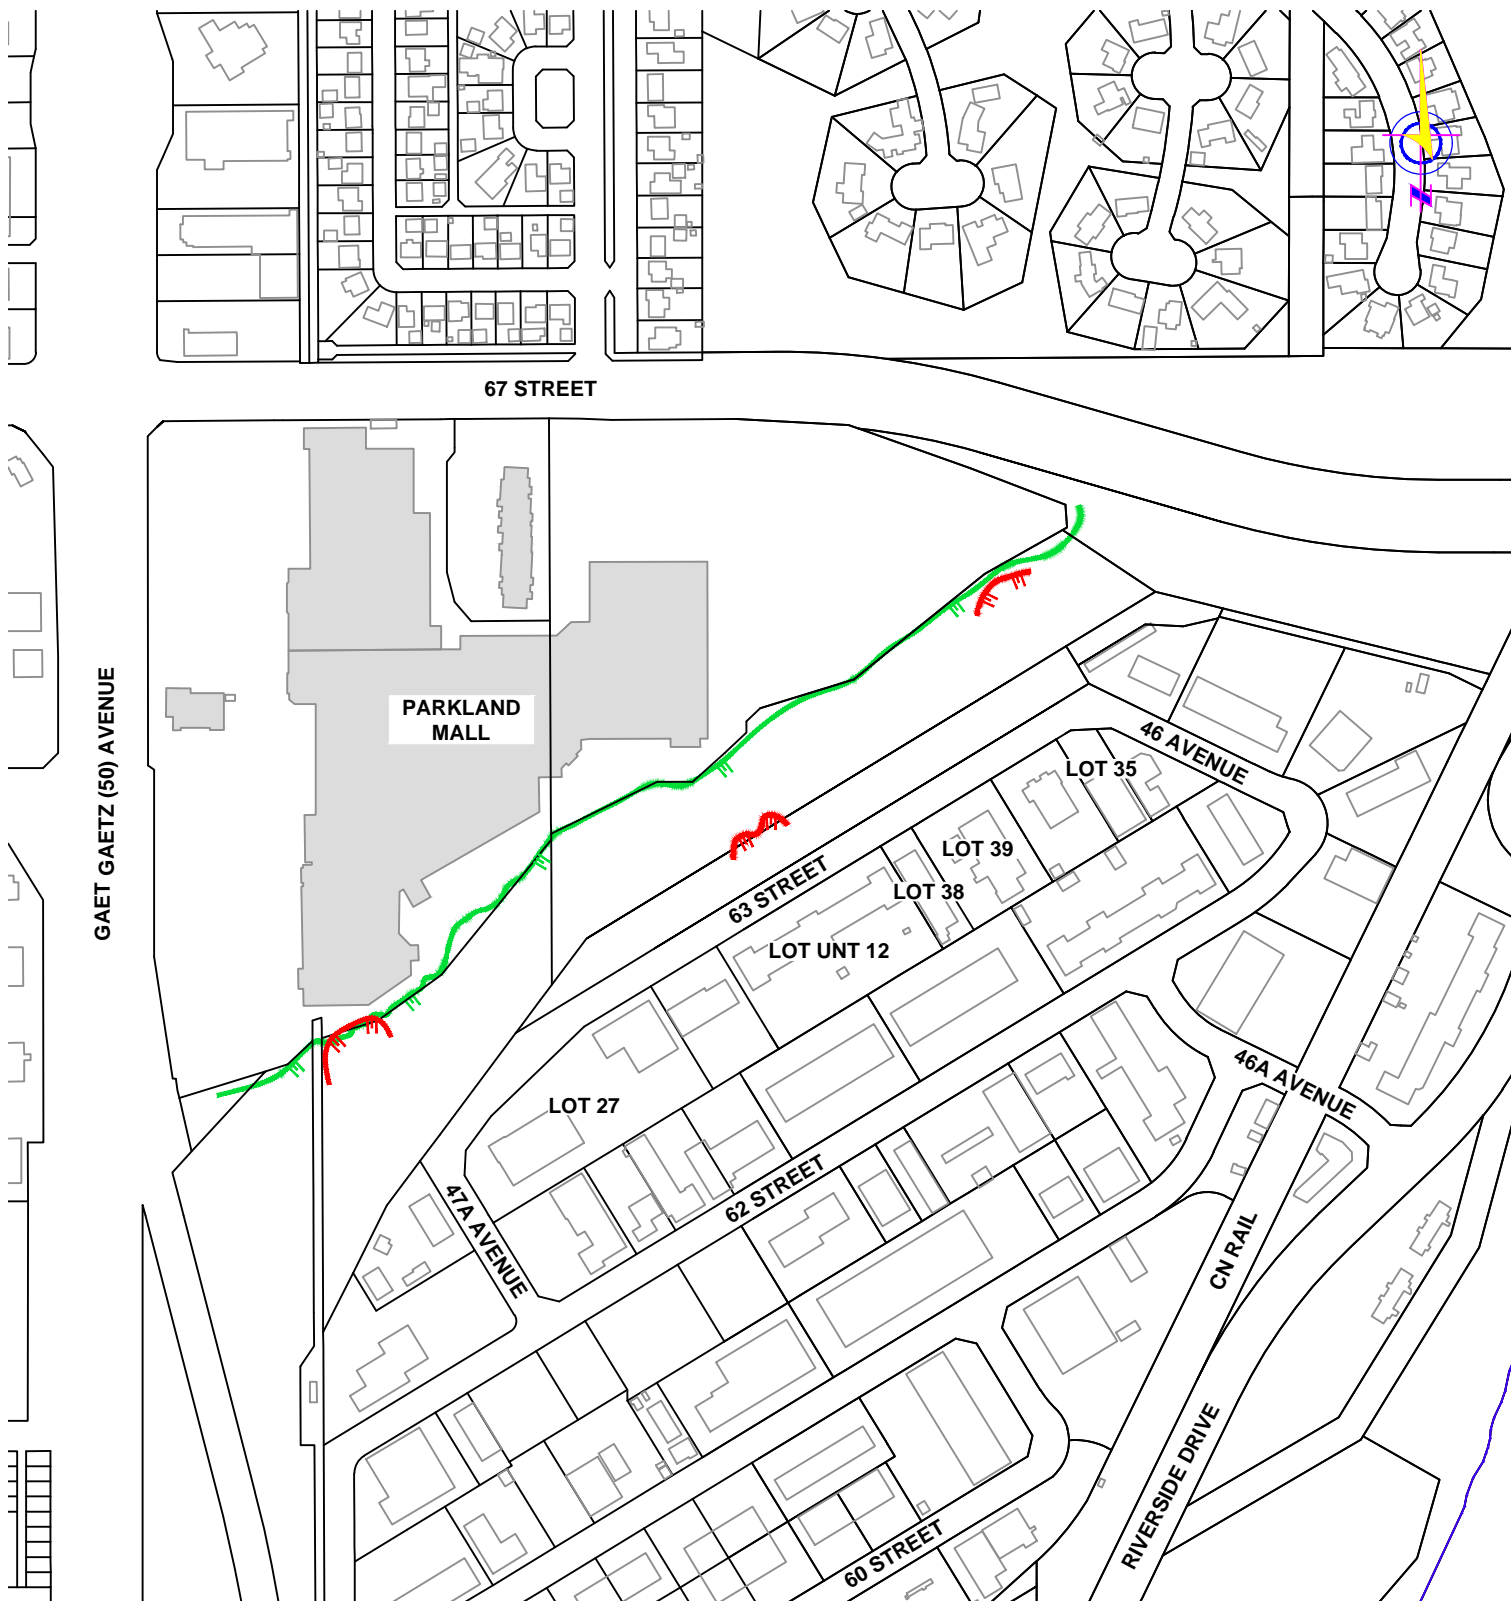 67 STREET
GAET GAETZ (50) AVENUE
PARKLAND
MALL
46 AVENUE
LOT 35
LOT 39
63 STREET
LOT 38
LOT UNT 12
46A AVENUE
LOT 27
62 STREET
47A AVENUE
CN RAIL
RIVERSIDE DRIVE
60 STREET